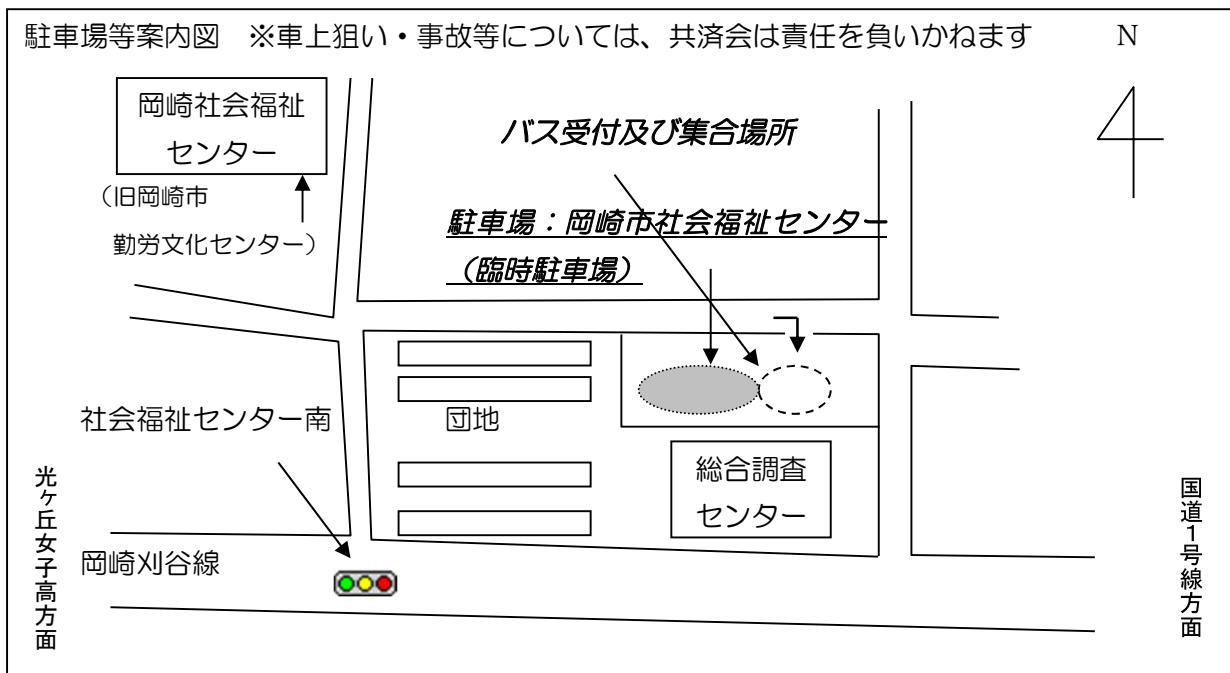 駐車場等案内図　※車上狙い・事故等については、共済会は責任を負いかねます
N
岡崎社会福祉
センター
（旧岡崎市
勤労文化センター）
バス受付及び集合場所
駐車場：岡崎市社会福祉センター
（臨時駐車場）
社会福祉センター南
団地
総合調査
センター
光ヶ丘女子高方面
岡崎刈谷線
国道1号線方面